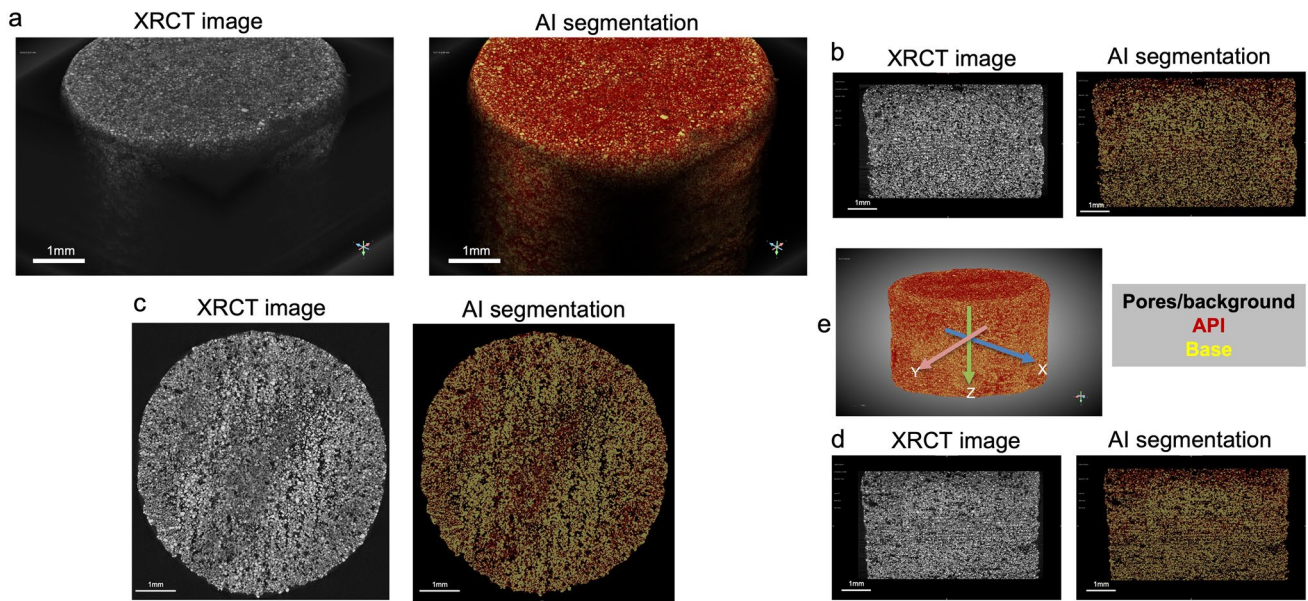 a
XRCT image
AI segmentation
1mm
1mm
b
XRCT image
AI segmentation
1mm
1mm
c
XRCT image
AI segmentation
1mm
1mm
e
Y
X
Z
Pores/background
API
Base
d
XRCT image
AI segmentation
1mm
1mm